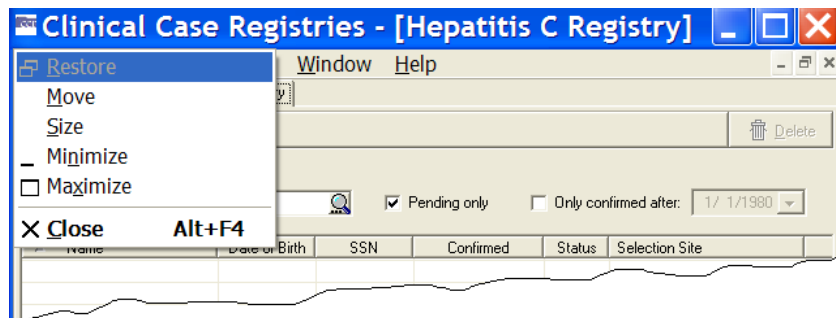 Clinical Case Registries - [Hepatitis C Registry]
Restore Window Help
Move
Size
Delete
Minimize
Maximize
Pending only Only confirmed after: 1/ 1/1980
Close Alt+F4
Name Date of Birth SSN Confirmed Status Selection Site